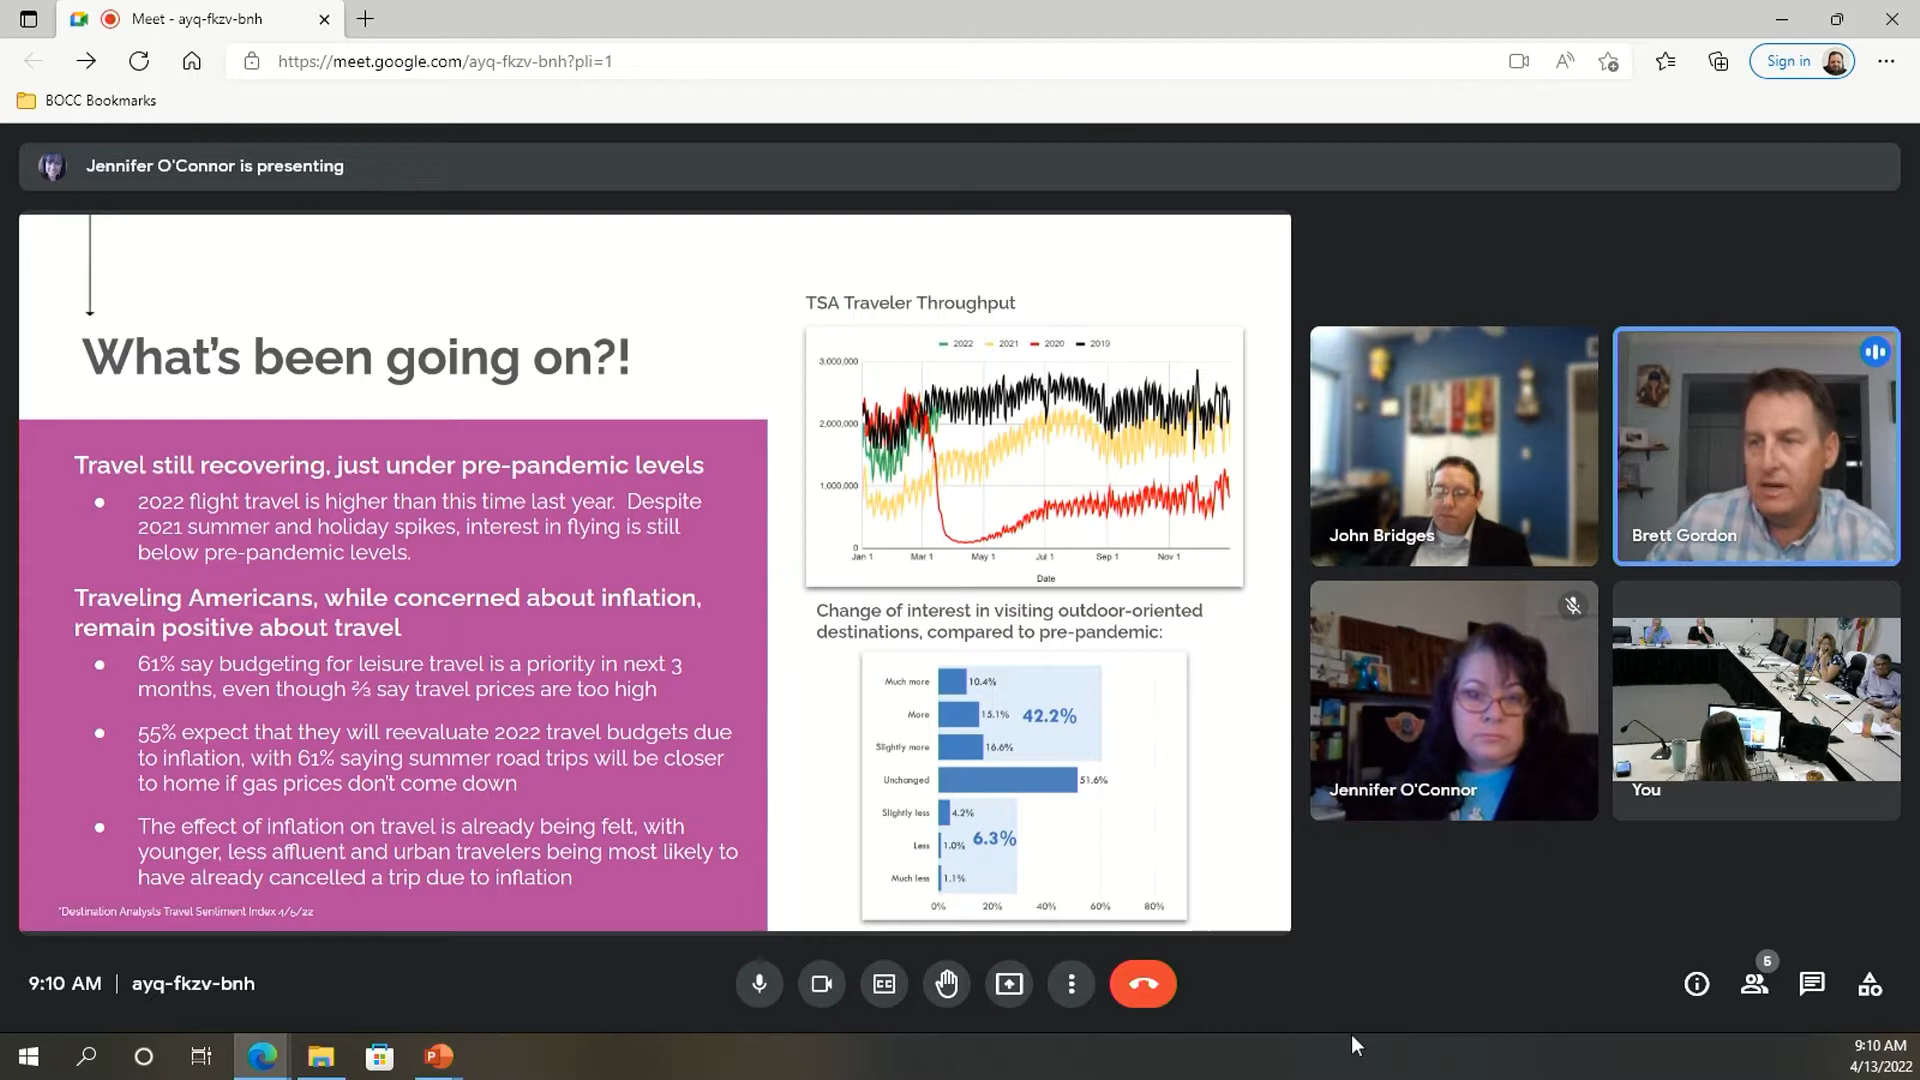 Meet - ayq-fkzv-bnh
https://meet.google.com/ayq-fkzv-bnh?pli=1
Sign in
BOCC Bookmarks
Jennifer O'Connor is presenting
What's been going on?!
Travel still recovering, just under pre-pandemic levels
2022 flight travel is higher than this time last year. Despite
2021 summer and holiday spikes, interest in flying is still
below pre-pandemic levels.
Traveling Americans, while concerned about inflation,
remain positive about travel
61% say budgeting for leisure travel is a priority in next 3
months, even though ⅔ say travel prices are too high
55% expect that they will reevaluate 2022 travel budgets due
to inflation, with 61% saying summer road trips will be closer
to home if gas prices don't come down
The effect of inflation on travel is already being felt, with
younger, less affluent and urban travelers being most likely to
have already cancelled a trip due to inflation
*Destination Analysts Travel Sentiment Index 4/5/22
TSA Traveler Throughput
2022 2021 2020 2019
3,000,000
2,000,000
1,000,000
0
Jan 1 Mar 1 May 1 Jul 1 Sep 1 Nov 1
Date
Change of interest in visiting outdoor-oriented
destinations, compared to pre-pandemic:
Much more 10.4%
More 15.1% 42.2%
Slightly more 16.6%
Unchanged 51.6%
Slightly less 4.2%
Less 1.0% 6.3%
Much less 1.1%
0% 20% 40% 60% 80%
John Bridges
Brett Gordon
Jennifer O'Connor
You
9:10 AM | ayq-fkzv-bnh
CC
5
P
9:10 AM
4/13/2022